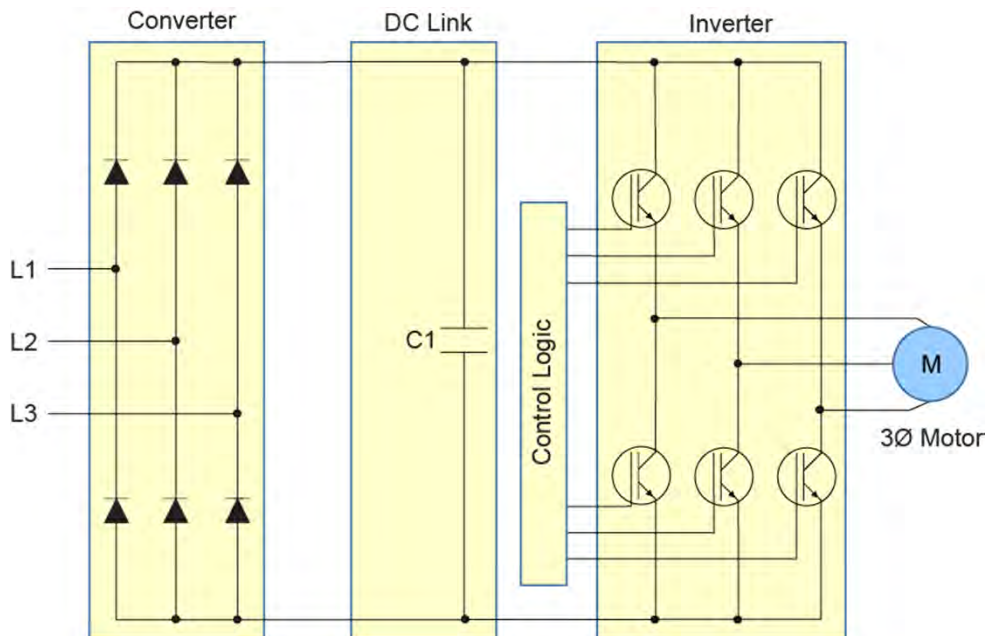 Converter
DC Link
Inverter
L1
L2
L3
C1
Control Logic
M
3Ø Motor